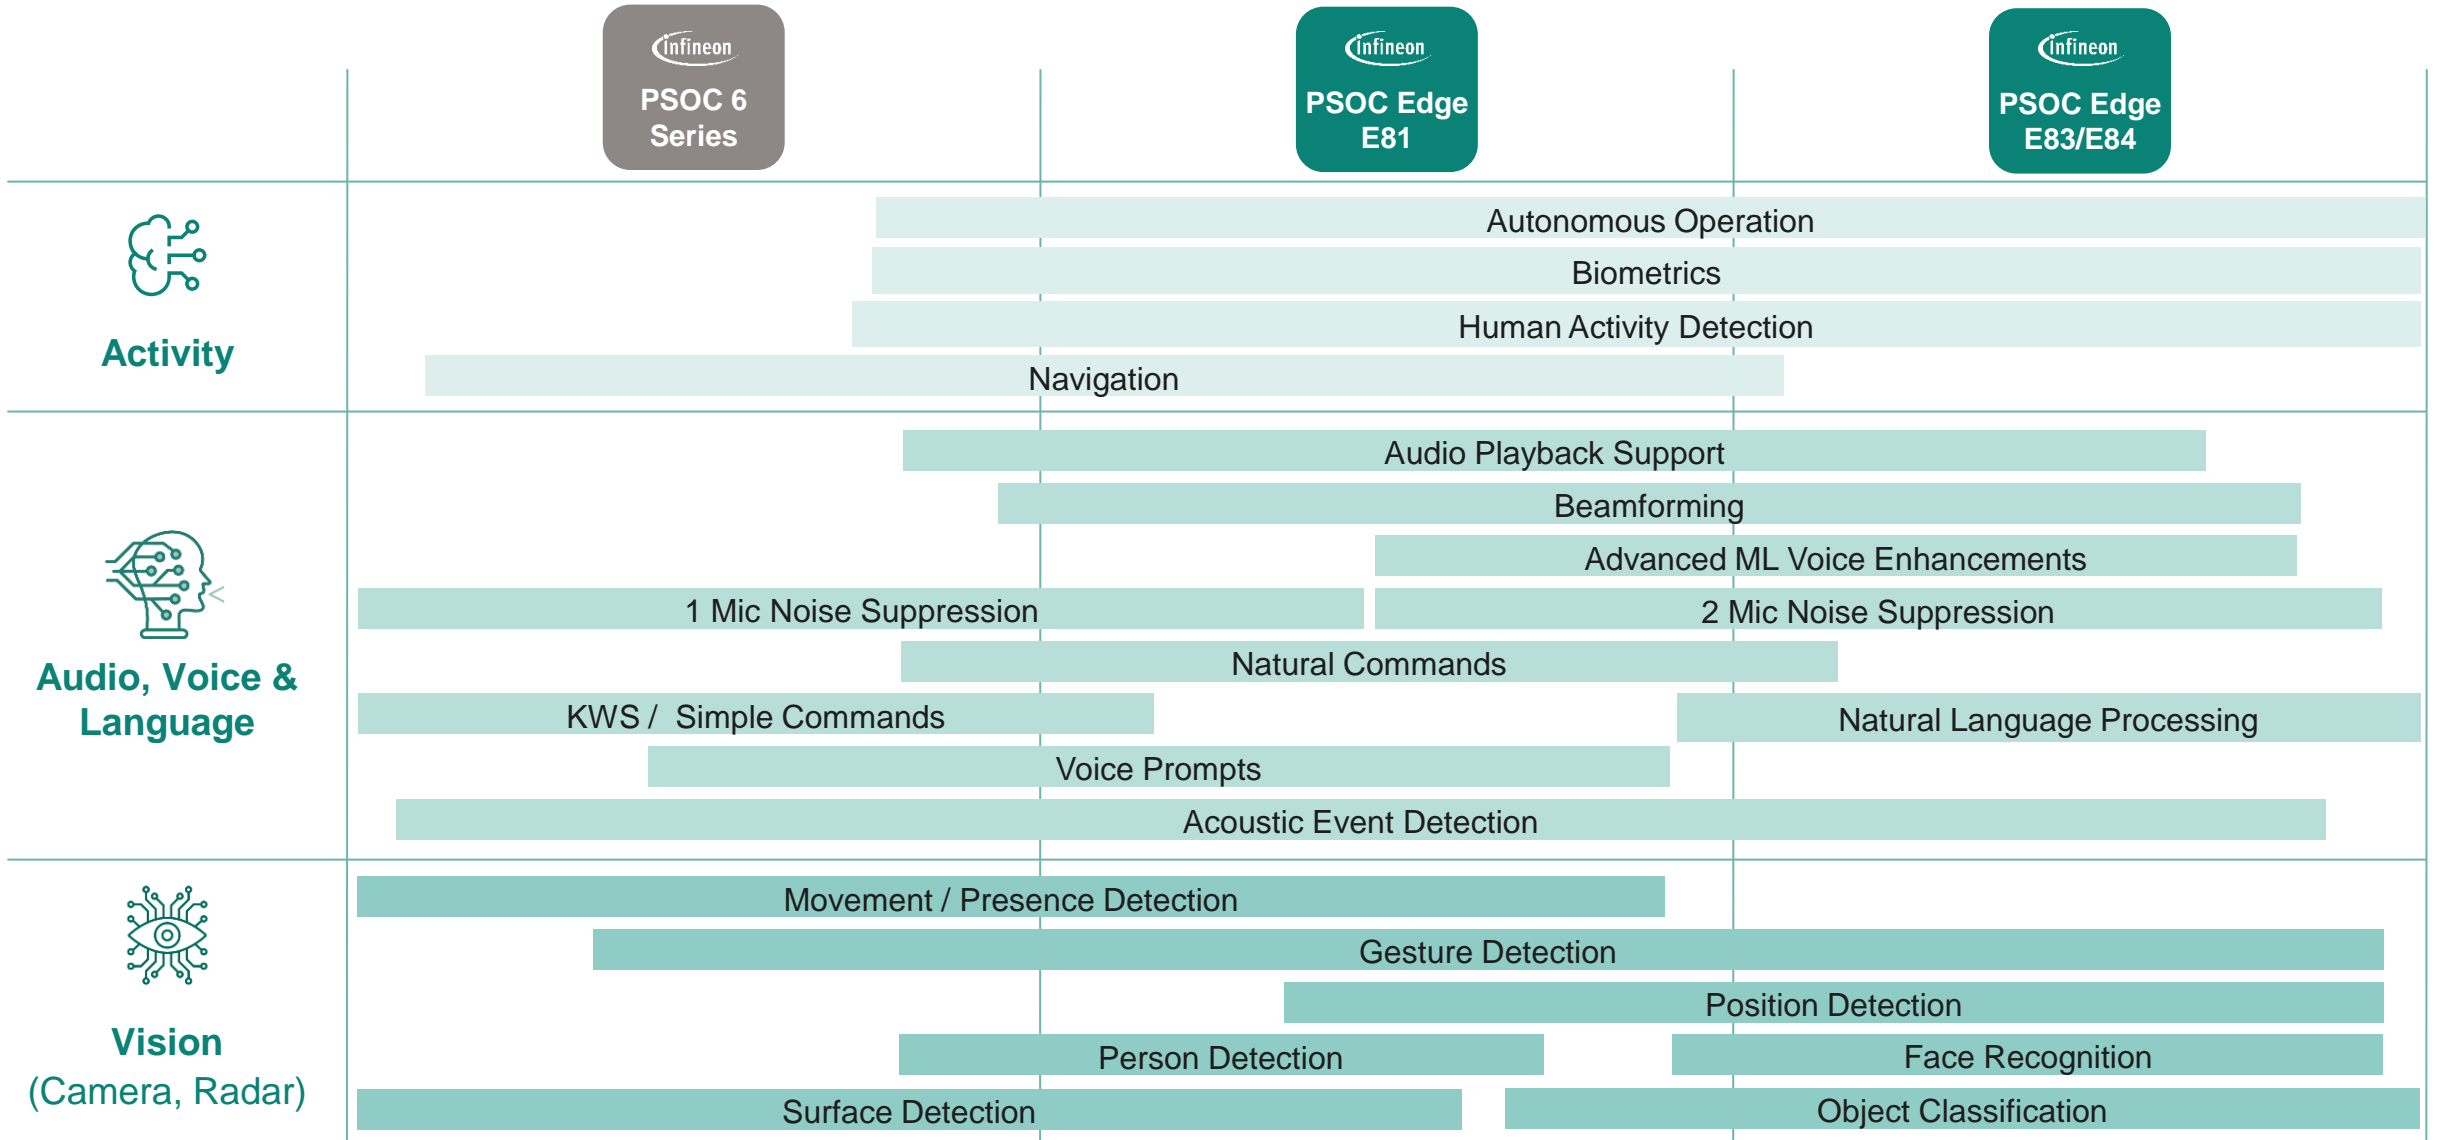 infineon
PSOC 6
Series
infineon
PSOC Edge
E81
infineon
PSOC Edge
E83/E84
Activity
Autonomous Operation
Biometrics
Human Activity Detection
Navigation
Audio, Voice &
Language
Audio Playback Support
Beamforming
Advanced ML Voice Enhancements
1 Mic Noise Suppression
2 Mic Noise Suppression
Natural Commands
KWS / Simple Commands
Natural Language Processing
Voice Prompts
Acoustic Event Detection
Vision
(Camera, Radar)
Movement / Presence Detection
Gesture Detection
Position Detection
Person Detection
Face Recognition
Surface Detection
Object Classification